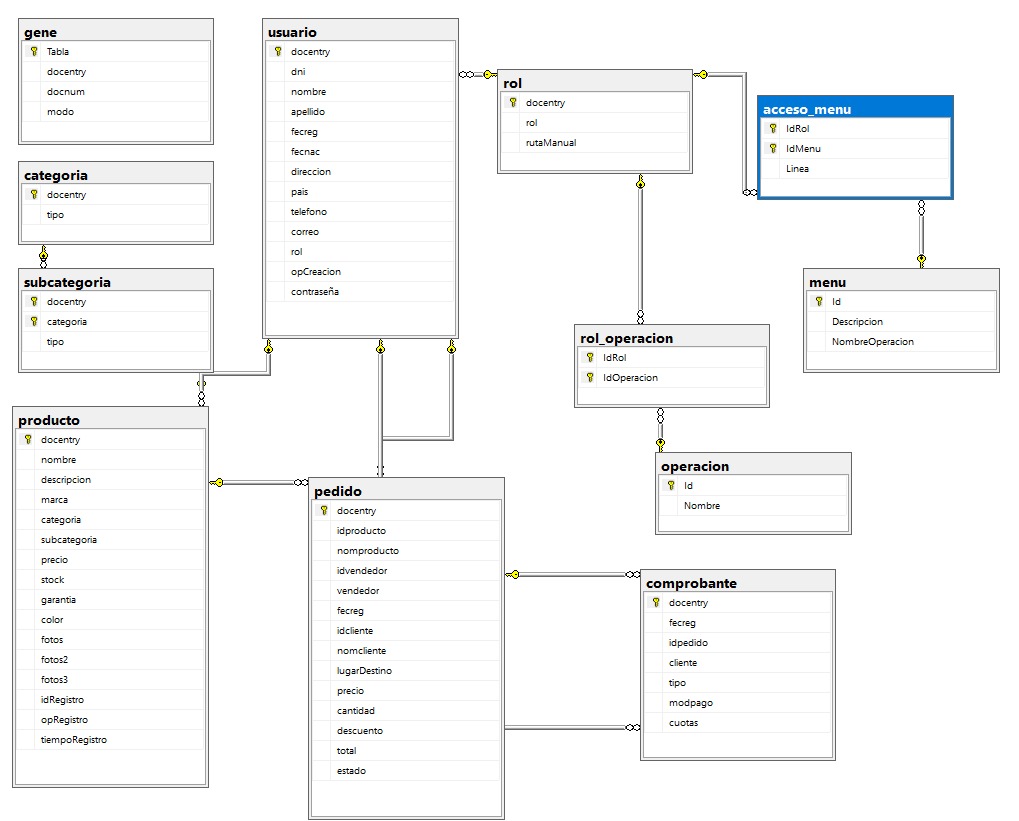 gene
Tabla
docentry
docnum
modo
categoria
docentry
tipo
subcategoria
docentry
categoria
tipo
producto
docentry
nombre
descripcion
marca
categoria
subcategoria
precio
stock
garantia
color
fotos
fotos2
fotos3
idRegistro
opRegistro
tiempoRegistro
usuario
docentry
dni
nombre
apellido
fecreg
fecnac
direccion
pais
telefono
correo
rol
opCreacion
contraseña
pedido
docentry
idproducto
nomproducto
idvendedor
vendedor
fecreg
idcliente
nomcliente
lugarDestino
precio
cantidad
descuento
total
estado
rol
docentry
rol
rutaManual
rol_operacion
IdRol
IdOperacion
operacion
Id
Nombre
comprobante
docentry
fecreg
idpedido
cliente
tipo
modpago
cuotas
acceso_menu
IdRol
IdMenu
Linea
menu
Id
Descripcion
NombreOperacion